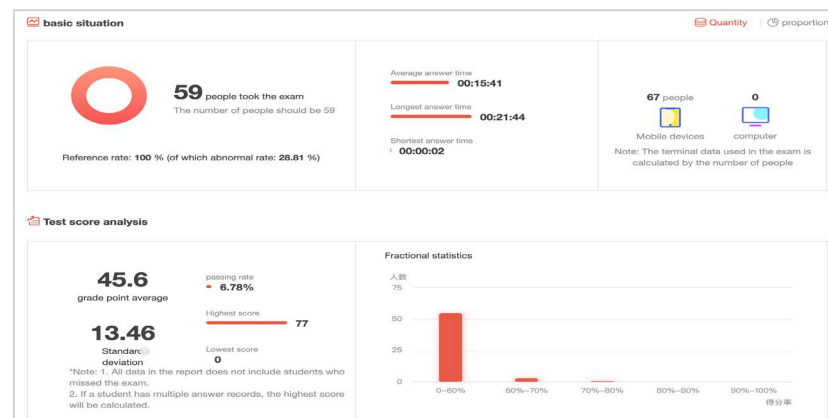 basic situation
Quantity
proportion
59 people took the exam
The number of people should be 59
Reference rate: 100 % (of which abnormal rate: 28.81 %)
Average answer time
00:15:41
Longest answer time
00:21:44
Shortest answer time
00:00:02
67 people
0
Mobile devices
computer
Note: The terminal data used in the exam is
calculated by the number of people
Test score analysis
45.6
grade point average
13.46
Standard
deviation
passing rate
6.78%
Highest score
77
Lowest score
0
*Note: 1. All data in the report does not include students who
missed the exam.
2. If a student has multiple answer records, the highest score
will be calculated.
Fractional statistics
人数
75
50
25
0
0-60%
60%-70%
70%-80%
80%-90%
90%-100%
得分率